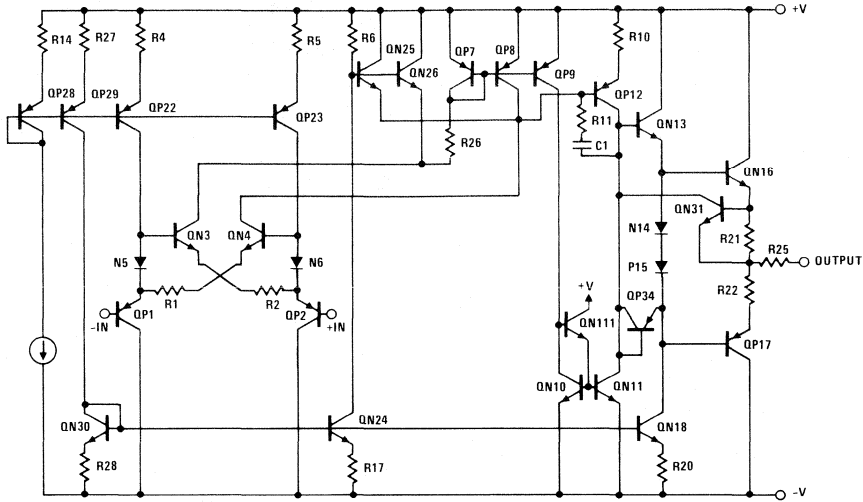 +V
R14
R27
R4
R5
R6
QN25
QN26
QP7
QP8
QP9
R10
QP28
QP29
QP22
QP23
QP12
R11
C1
QN13
R26
QN16
QN31
QN3
QN4
N14
R21
R25
OUTPUT
N5
N6
P15
R22
R1
R2
+V
QP34
QP1
QP2
-IN
+IN
QN111
QP17
QN10
QN11
QN30
QN24
QN18
R28
R17
R20
-V